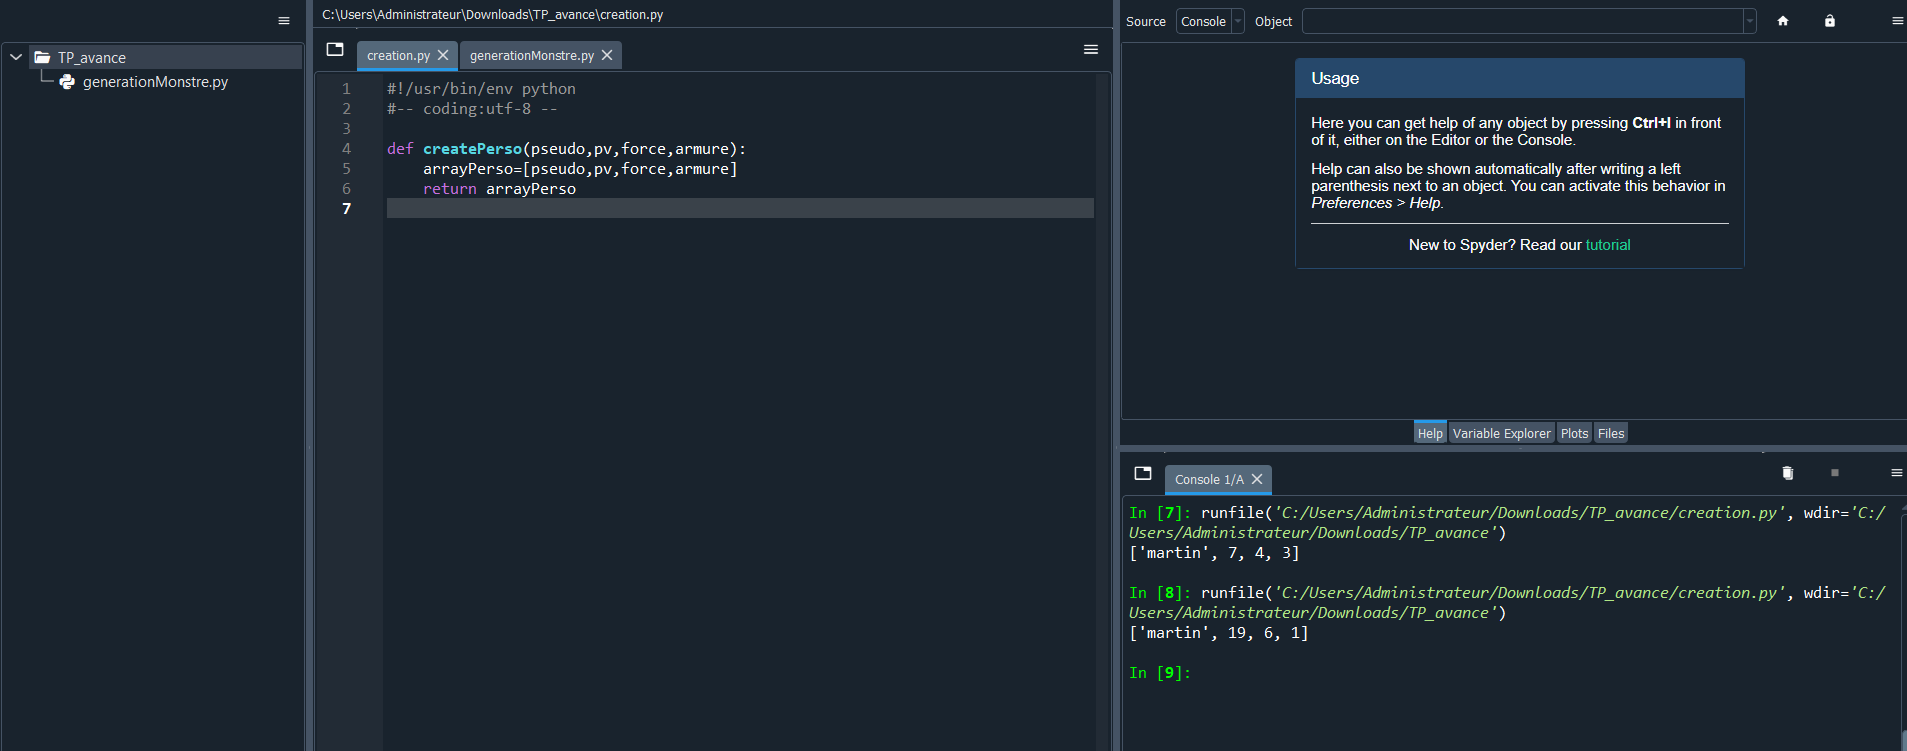 TP_avance
generationMonstre.py
C:\Users\Administrateur\Downloads\TP_avance\creation.py
creation.py
generationMonstre.py
1 #!/usr/bin/env python
2 #-- coding:utf-8 --
3
4 def createPerso(pseudo,pv,force,armure):
5 arrayPerso=[pseudo,pv,force,armure]
6 return arrayPerso
7
Source Console Object
Usage
Here you can get help of any object by pressing Ctrl+I in front
of it, either on the Editor or the Console.
Help can also be shown automatically after writing a left
parenthesis next to an object. You can activate this behavior in
Preferences > Help.
New to Spyder? Read our tutorial
Help Variable Explorer Plots Files
Console 1/A
In [7]: runfile('C:/Users/Administrateur/Downloads/TP_avance/creation.py', wdir='C:/
Users/Administrateur/Downloads/TP_avance')
['martin', 7, 4, 3]
In [8]: runfile('C:/Users/Administrateur/Downloads/TP_avance/creation.py', wdir='C:/
Users/Administrateur/Downloads/TP_avance')
['martin', 19, 6, 1]
In [9]: